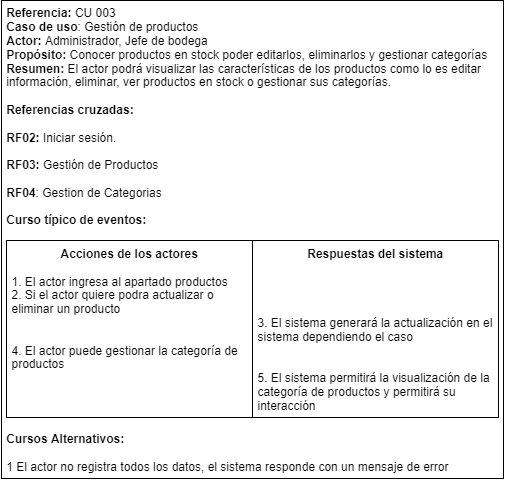 Referencia: CU 003
Caso de uso: Gestión de productos
Actor: Administrador, Jefe de bodega
Propósito: Conocer productos en stock poder editarlos, eliminarlos y gestionar categorías
Resumen: El actor podrá visualizar las características de los productos como lo es editar
información, eliminar, ver productos en stock o gestionar sus categorías.
Referencias cruzadas:
RF02: Iniciar sesión.
RF03: Gestión de Productos
RF04: Gestion de Categorias
Curso típico de eventos:
Acciones de los actores
1. El actor ingresa al apartado productos
2. Si el actor quiere podra actualizar o
eliminar un producto
4. El actor puede gestionar la categoría de
productos
Respuestas del sistema
3. El sistema generará la actualización en el
sistema dependiendo el caso
5. El sistema permitirá la visualización de la
categoría de productos y permitirá su
interacción
Cursos Alternativos:
1 El actor no registra todos los datos, el sistema responde con un mensaje de error